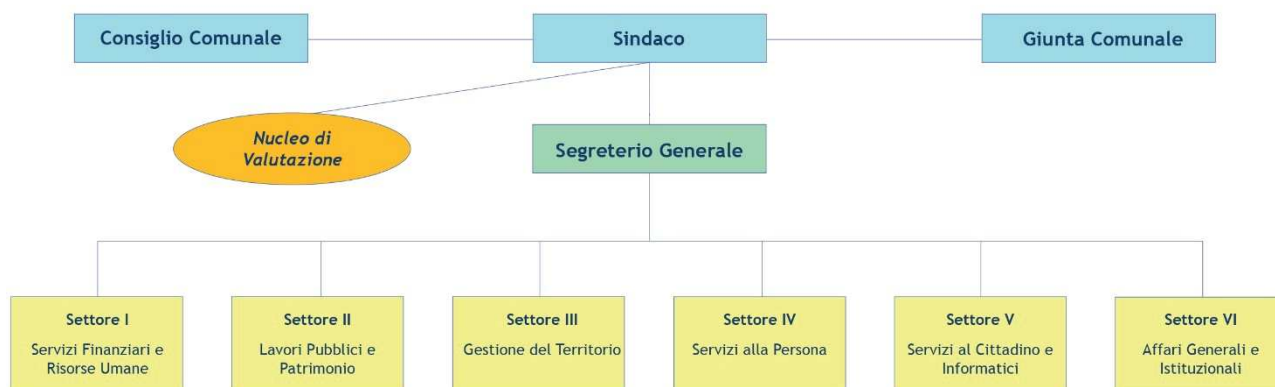 Consiglio Comunale
Sindaco
Giunta Comunale
Nucleo di
Valutazione
Segreterio Generale
Settore I
Servizi Finanziari e
Risorse Umane
Settore II
Lavori Pubblici e
Patrimonio
Settore III
Gestione del Territorio
Settore IV
Servizi alla Persona
Settore V
Servizi al Cittadino e
Informatici
Settore VI
Affari Generali e
Istituzionali